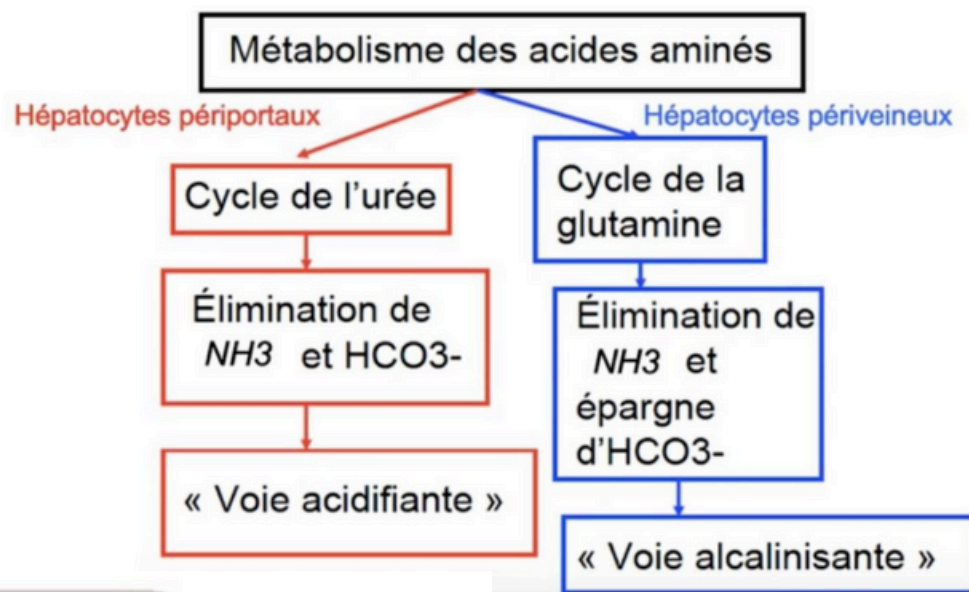 Métabolisme des acides aminés
Hépatocytes périportaux
Hépatocytes périveineux
Cycle de l'urée
Cycle de la
glutamine
Élimination de
NH3 et HCO3-
Élimination de
NH3 et
épargne
d'HCO3-
« Voie acidifiante »
« Voie alcalinisante »